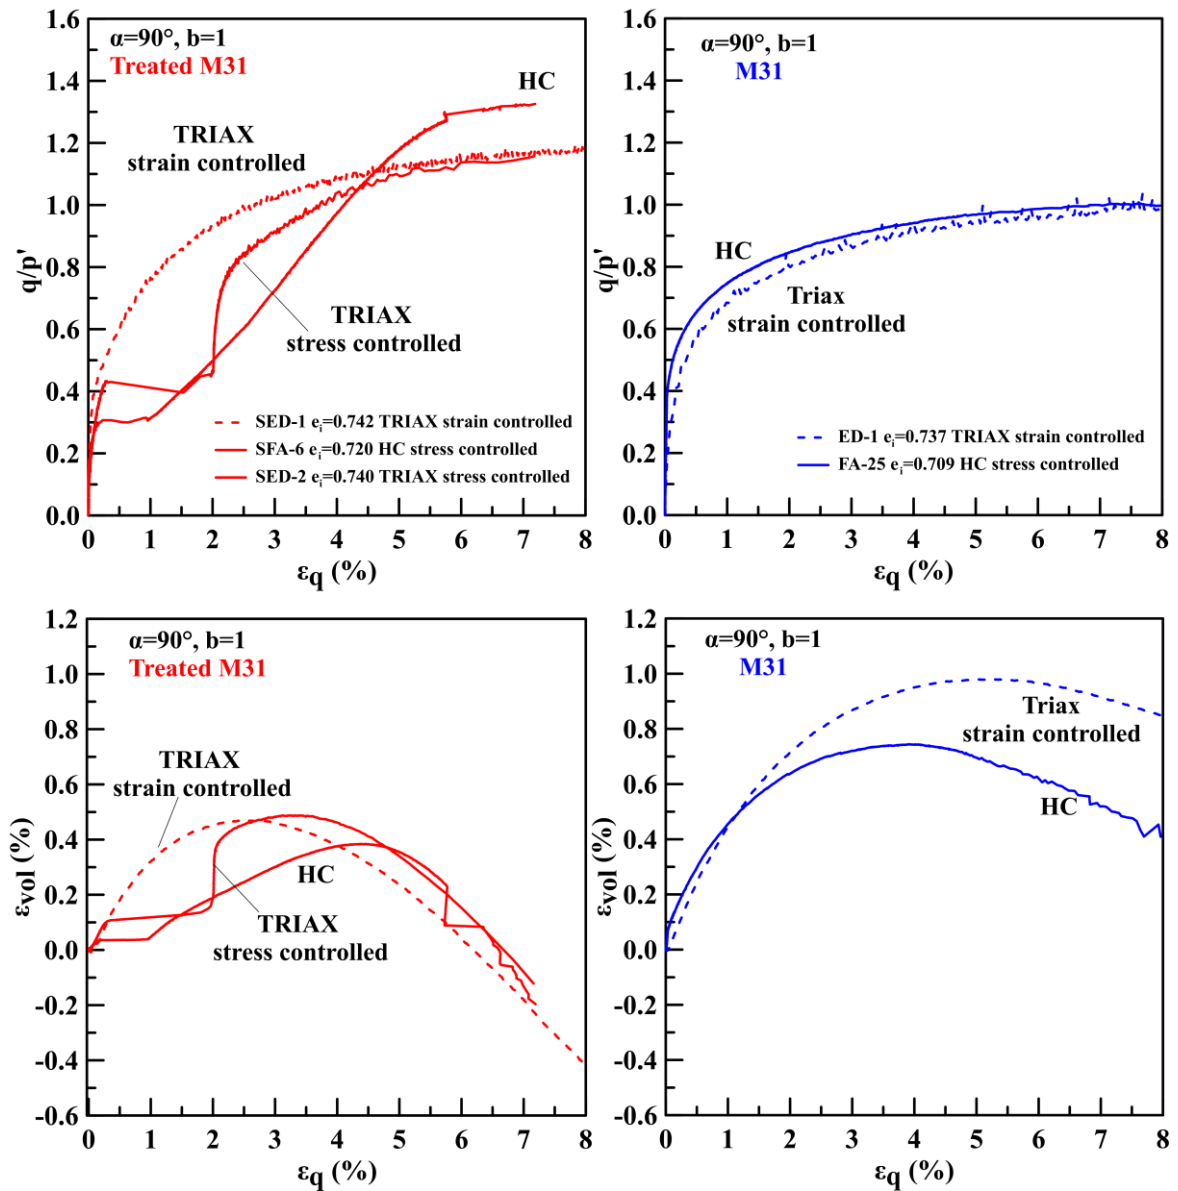 α=90°, b=1
Treated M31
HC
TRIAX
strain controlled
TRIAX
stress controlled
SED-1 eᵢ=0.742 TRIAX strain controlled
SFA-6 eᵢ=0.720 HC stress controlled
SED-2 eᵢ=0.740 TRIAX stress controlled
q/p'
1.6
1.4
1.2
1.0
0.8
0.6
0.4
0.2
0.0
0 1 2 3 4 5 6 7 8
εq (%)
α=90°, b=1
M31
HC
Triax
strain controlled
ED-1 eᵢ=0.737 TRIAX strain controlled
FA-25 eᵢ=0.709 HC stress controlled
q/p'
1.6
1.4
1.2
1.0
0.8
0.6
0.4
0.2
0.0
0 1 2 3 4 5 6 7 8
εq (%)
α=90°, b=1
Treated M31
TRIAX
strain controlled
HC
TRIAX
stress controlled
εvol (%)
1.2
1.0
0.8
0.6
0.4
0.2
0.0
-0.2
-0.4
-0.6
0 1 2 3 4 5 6 7 8
εq (%)
α=90°, b=1
M31
Triax
strain controlled
HC
εvol (%)
1.2
1.0
0.8
0.6
0.4
0.2
0.0
-0.2
-0.4
-0.6
0 1 2 3 4 5 6 7 8
εq (%)